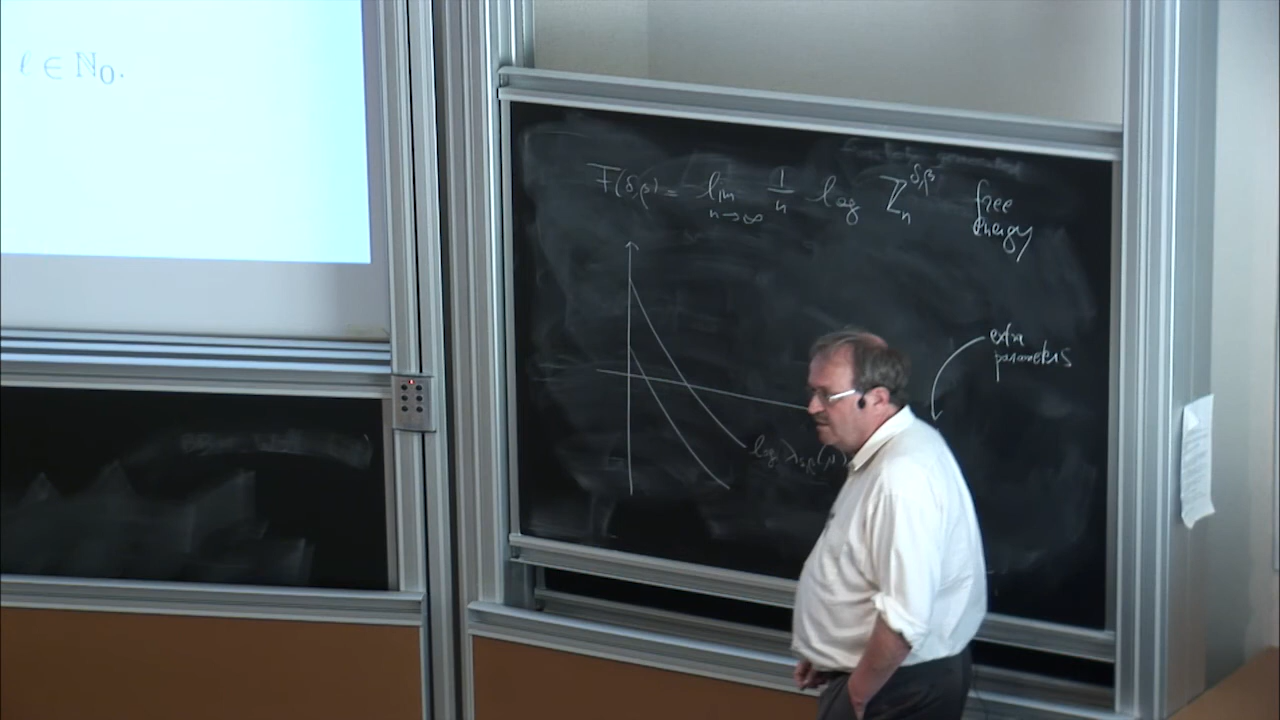 ℓ ∈ ℕ₀.
F(δ,β) = lim_{n→∞} 1/n log Z_n^{δ,β} free energy
extra parameters
log λ_{δ,β}(μ)